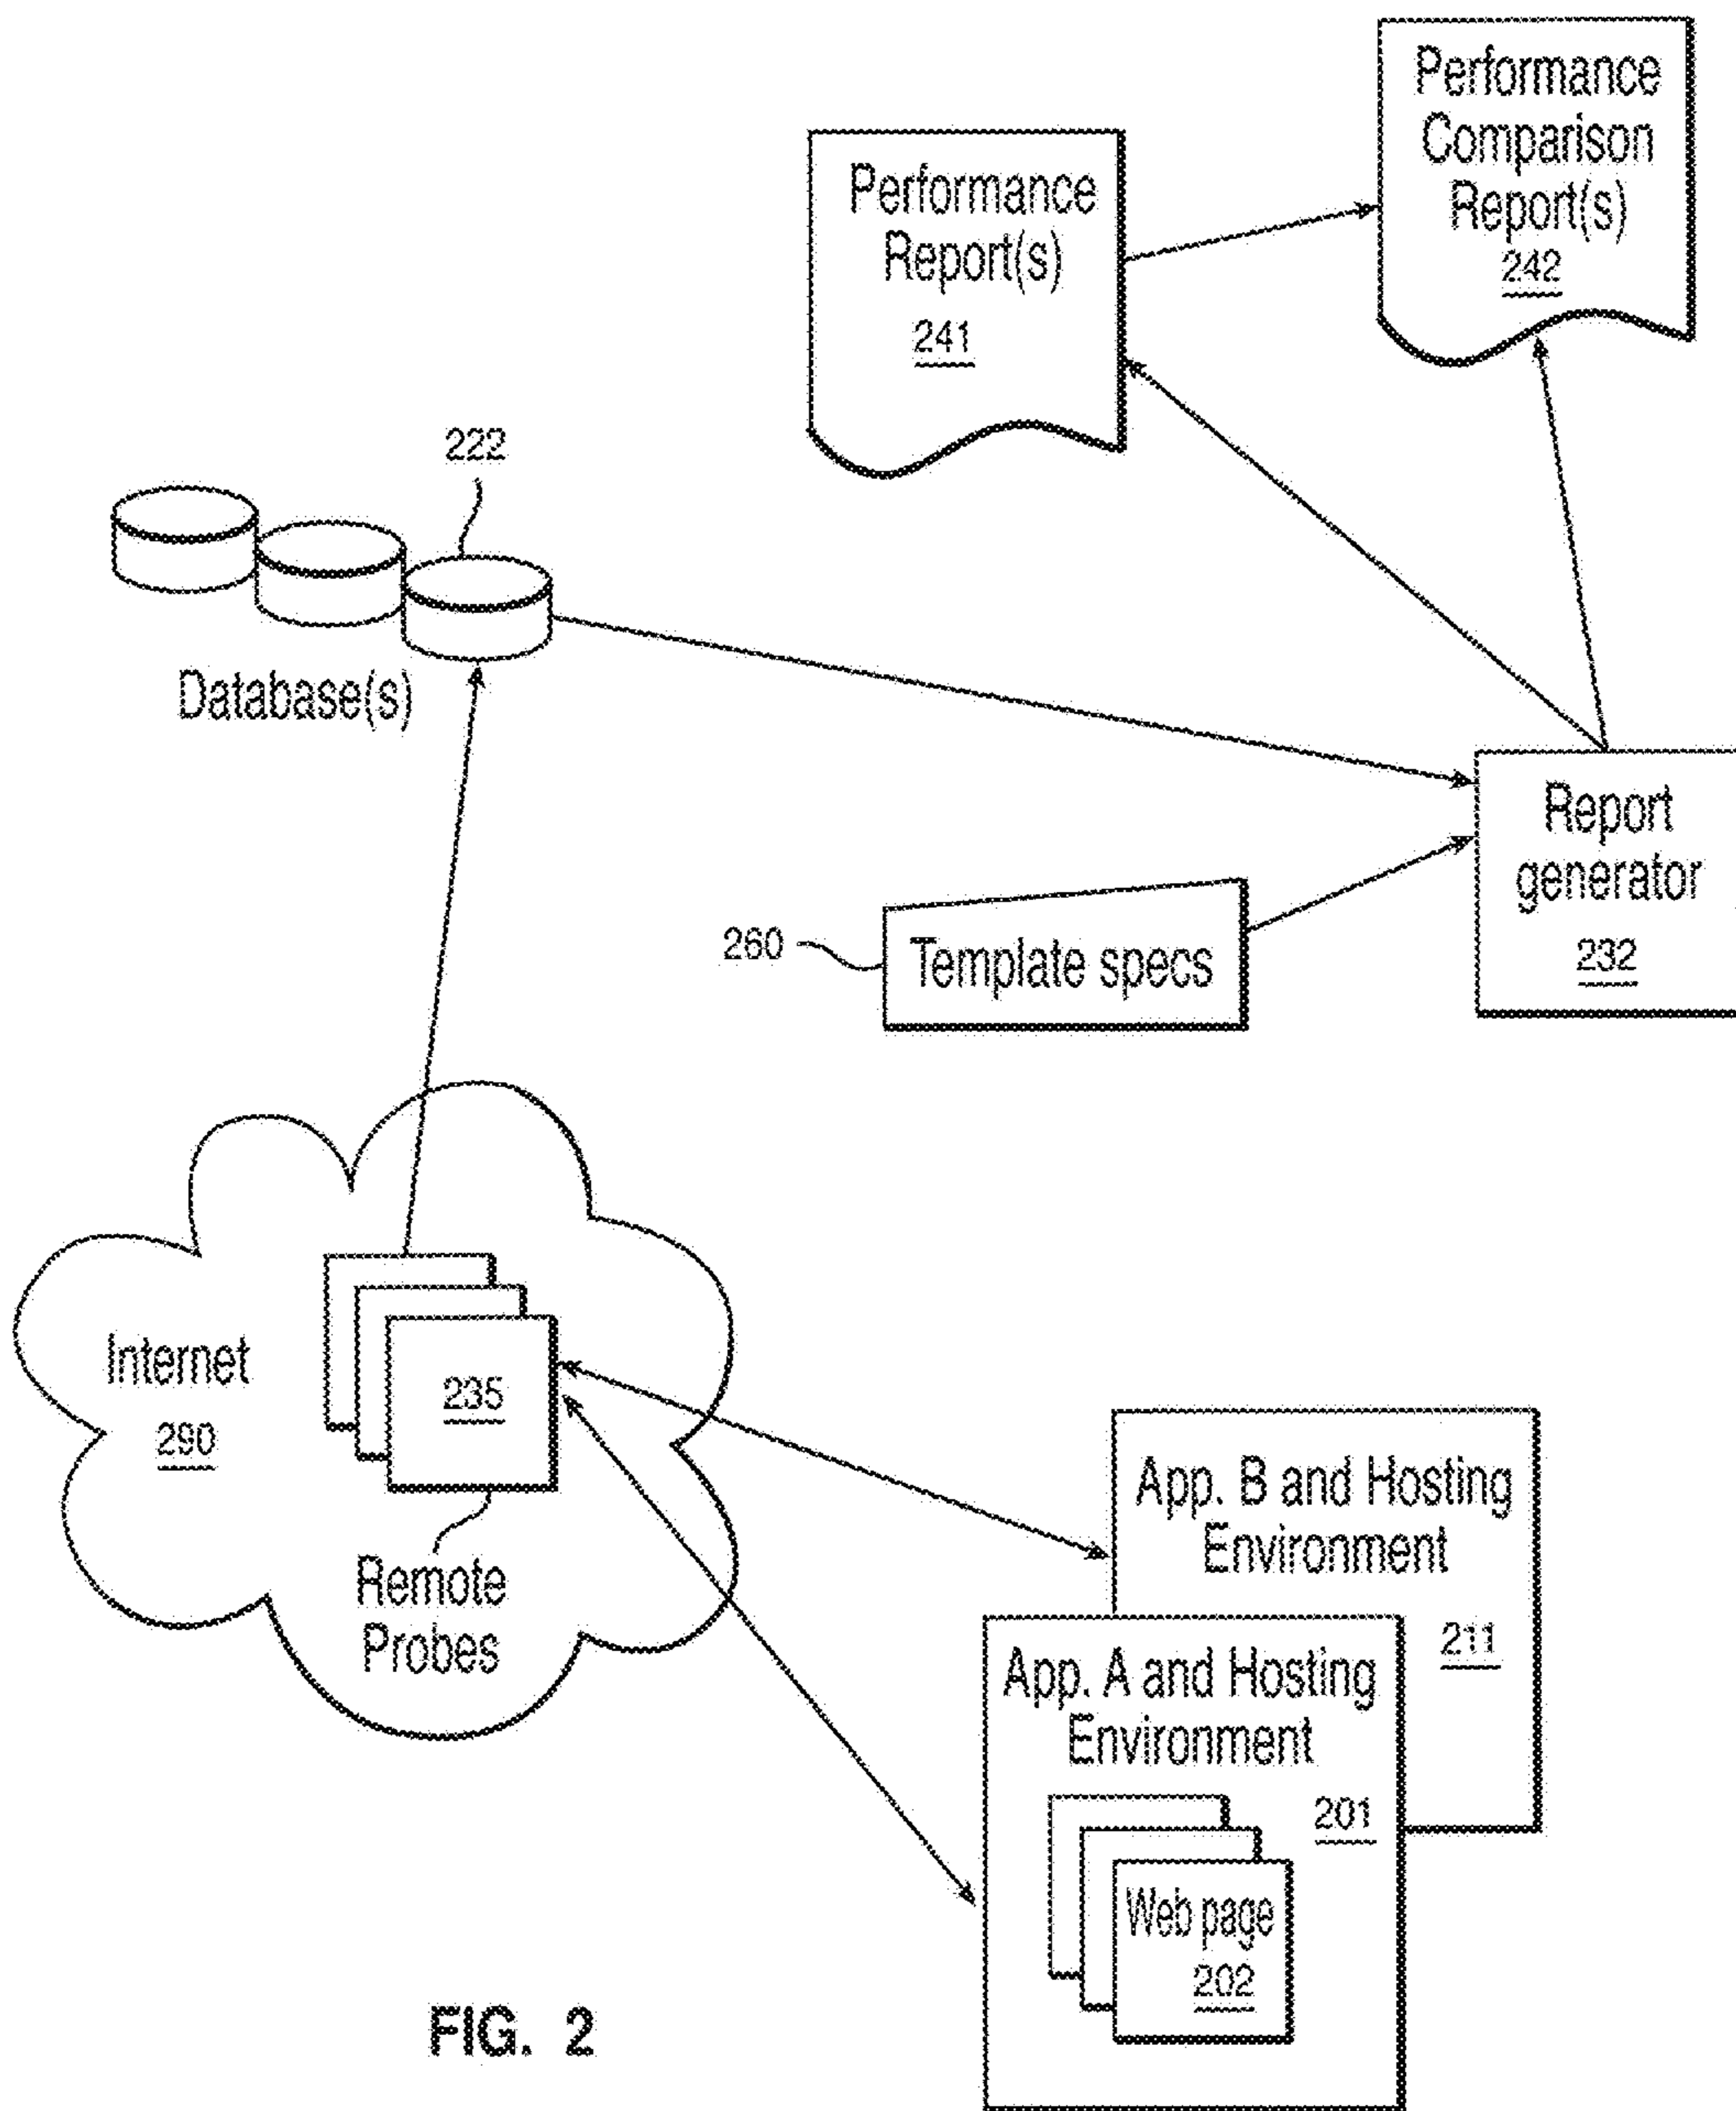 Performance
Comparison
Report(s)
242
Performance
Report(s)
241
222
Database(s)
Report
generator
232
260
Template specs
Internet
290
235
Remote
Probes
App. B and Hosting
Environment
211
App. A and Hosting
Environment
201
Web page
202
FIG. 2